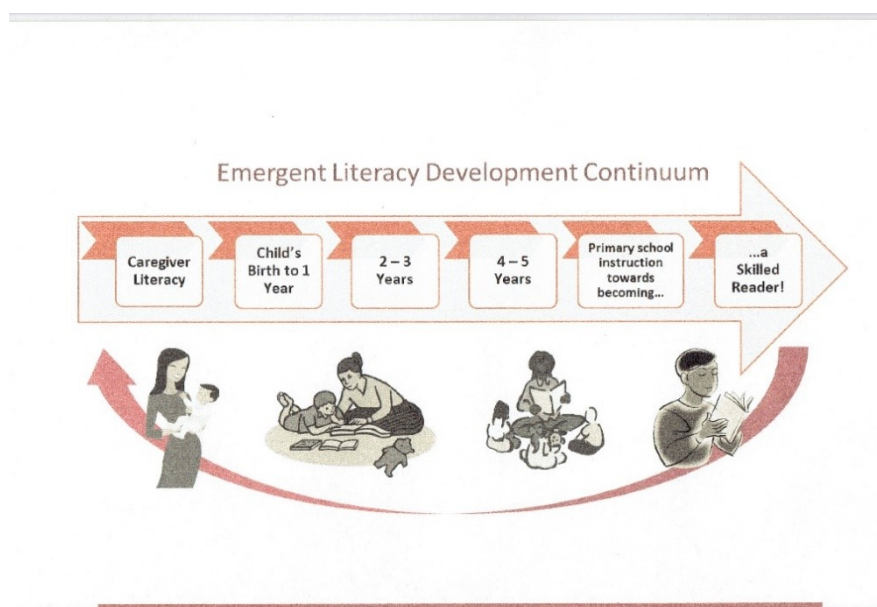 Emergent Literacy Development Continuum
Caregiver
Literacy
Child's
Birth to 1
Year
2 – 3
Years
4 – 5
Years
Primary school
instruction
towards
becoming...
...a
Skilled
Reader!